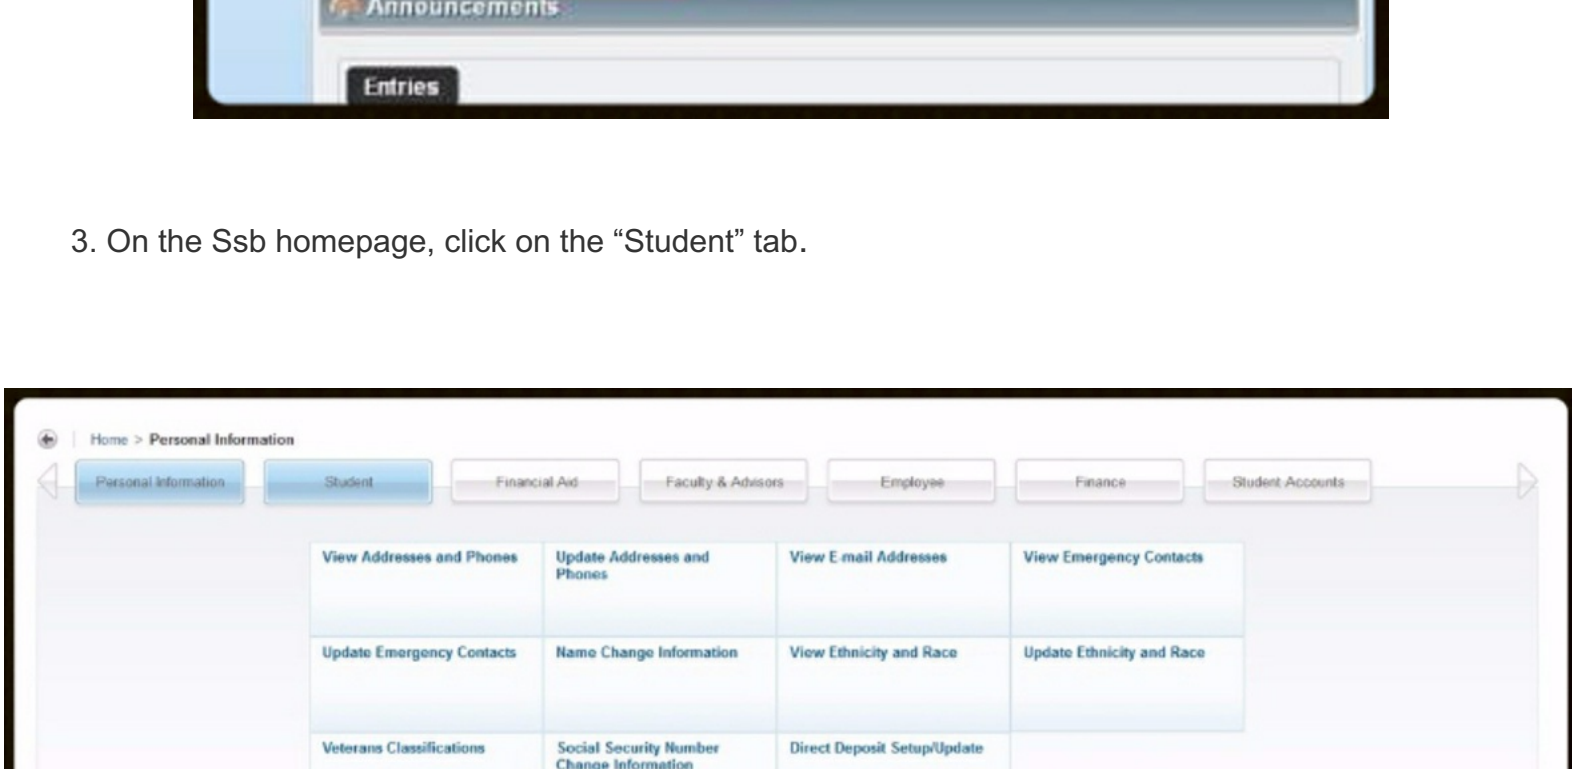 Announcements
Entries
3. On the Ssb homepage, click on the “Student” tab.
Home > Personal Information
Personal Information Student Financial Aid Faculty & Advisors Employee Finance Student Accounts
View Addresses and Phones Update Addresses and View E-mail Addresses View Emergency Contacts
Phones
Update Emergency Contacts Name Change Information View Ethnicity and Race Update Ethnicity and Race
Veterans Classifications Social Security Number Direct Deposit Setup/Update
Change Information